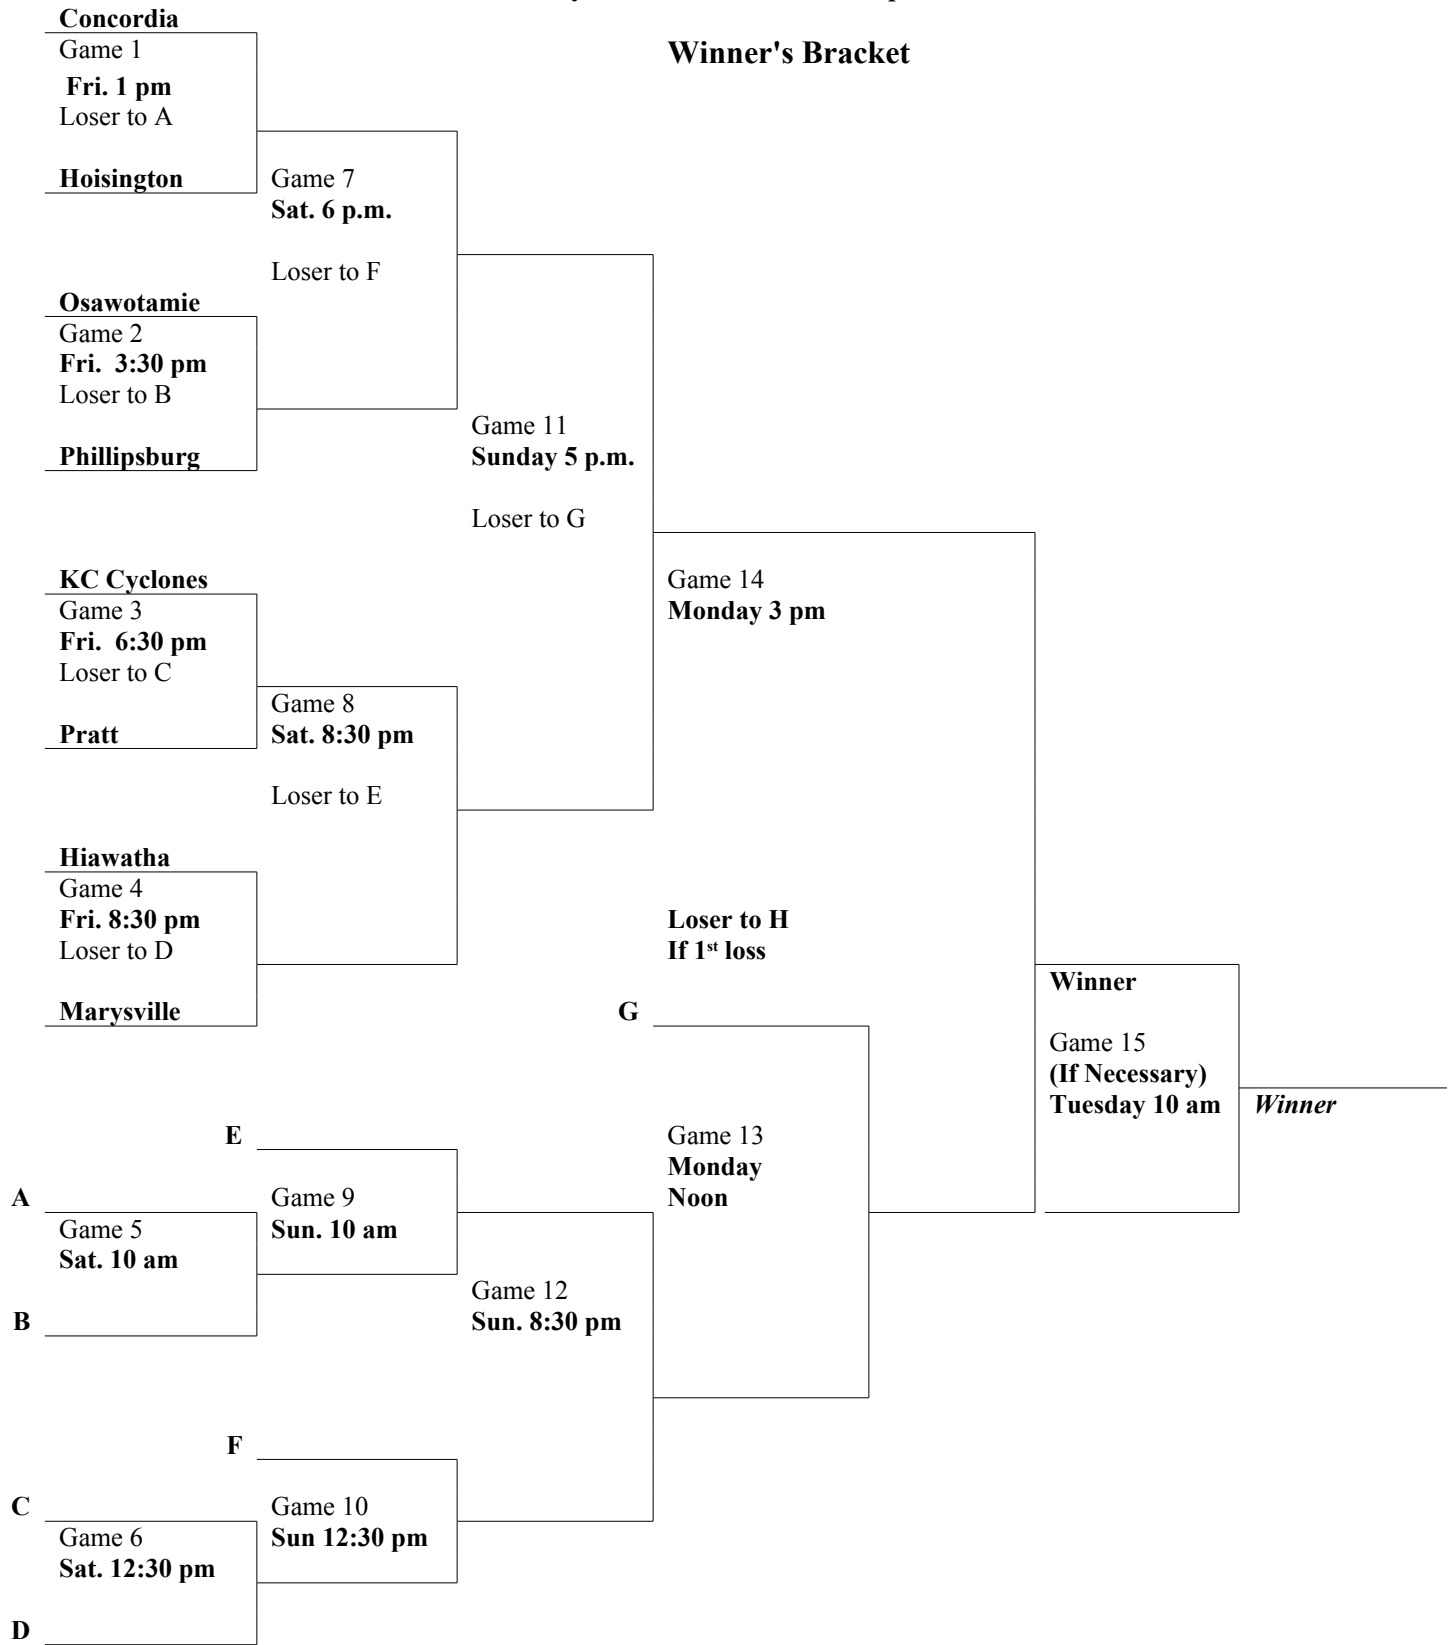 Concordia
Game 1
Winner's Bracket
Fri. 1 pm
Loser to A
Hoisington
Game 7
Sat. 6 p.m.
Loser to F
Osawotamie
Game 2
Fri. 3:30 pm
Loser to B
Game 11
Phillipsburg
Sunday 5 p.m.
Loser to G
KC Cyclones
Game 14
Game 3
Monday 3 pm
Fri. 6:30 pm
Loser to C
Game 8
Pratt
Sat. 8:30 pm
Loser to E
Hiawatha
Game 4
Fri. 8:30 pm
Loser to H
Loser to D
If 1st loss
Winner
Marysville
G
Game 15
(If Necessary)
Tuesday 10 am
Winner
E
Game 13
Monday
A
Game 9
Noon
Game 5
Sun. 10 am
Sat. 10 am
Game 12
B
Sun. 8:30 pm
F
C
Game 10
Game 6
Sun 12:30 pm
Sat. 12:30 pm
D